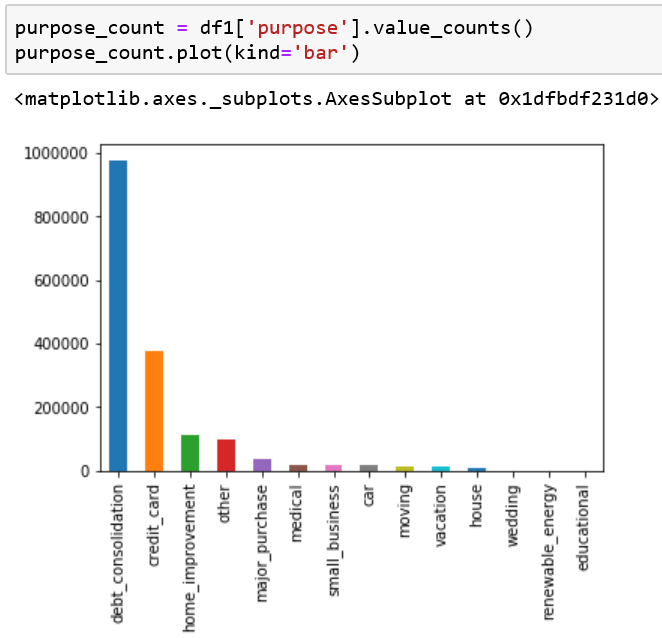 purpose_count = df1['purpose'].value_counts()
purpose_count.plot(kind='bar')
<matplotlib.axes._subplots.AxesSubplot at 0x1dfbdf231d0>
1000000
800000
600000
400000
200000
0
debt_consolidation
credit_card
home_improvement
other
major_purchase
medical
small_business
car
moving
vacation
house
wedding
renewable_energy
educational